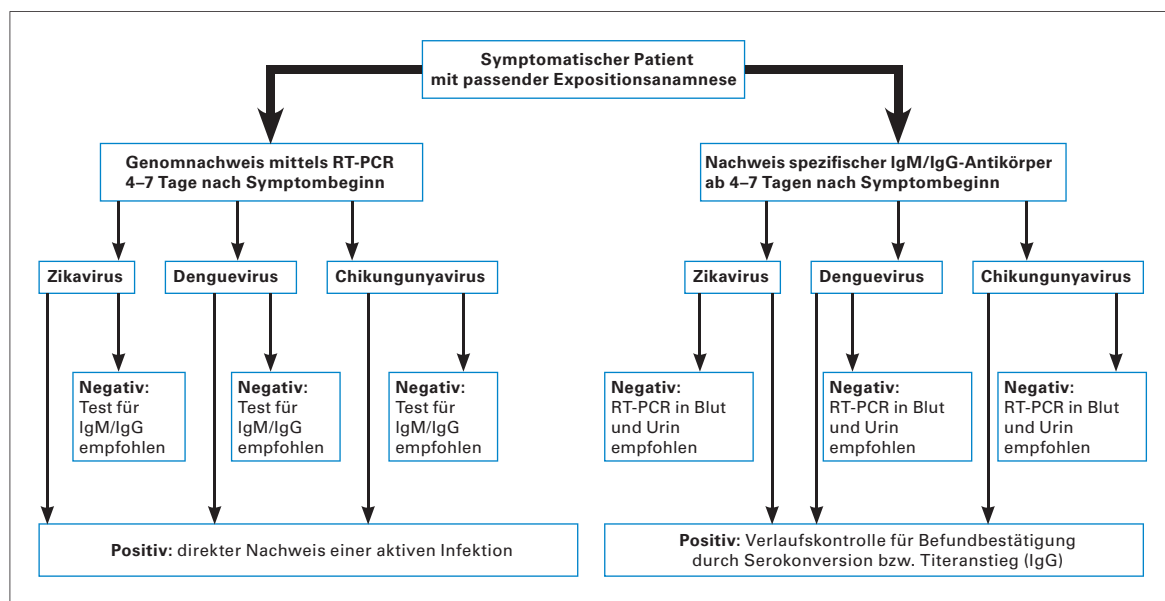 Symptomatischer Patient
mit passender Expositionsanamnese
Genomnachweis mittels RT-PCR
4–7 Tage nach Symptombeginn
Nachweis spezifischer IgM/IgG-Antikörper
ab 4–7 Tagen nach Symptombeginn
Zikavirus
Denguevirus
Chikungunyavirus
Zikavirus
Denguevirus
Chikungunyavirus
Negativ:
Test für
IgM/IgG
empfohlen
Negativ:
Test für
IgM/IgG
empfohlen
Negativ:
Test für
IgM/IgG
empfohlen
Negativ:
RT-PCR in Blut
und Urin
empfohlen
Negativ:
RT-PCR in Blut
und Urin
empfohlen
Negativ:
RT-PCR in Blut
und Urin
empfohlen
Positiv: direkter Nachweis einer aktiven Infektion
Positiv: Verlaufskontrolle für Befundbestätigung
durch Serokonversion bzw. Titeranstieg (IgG)